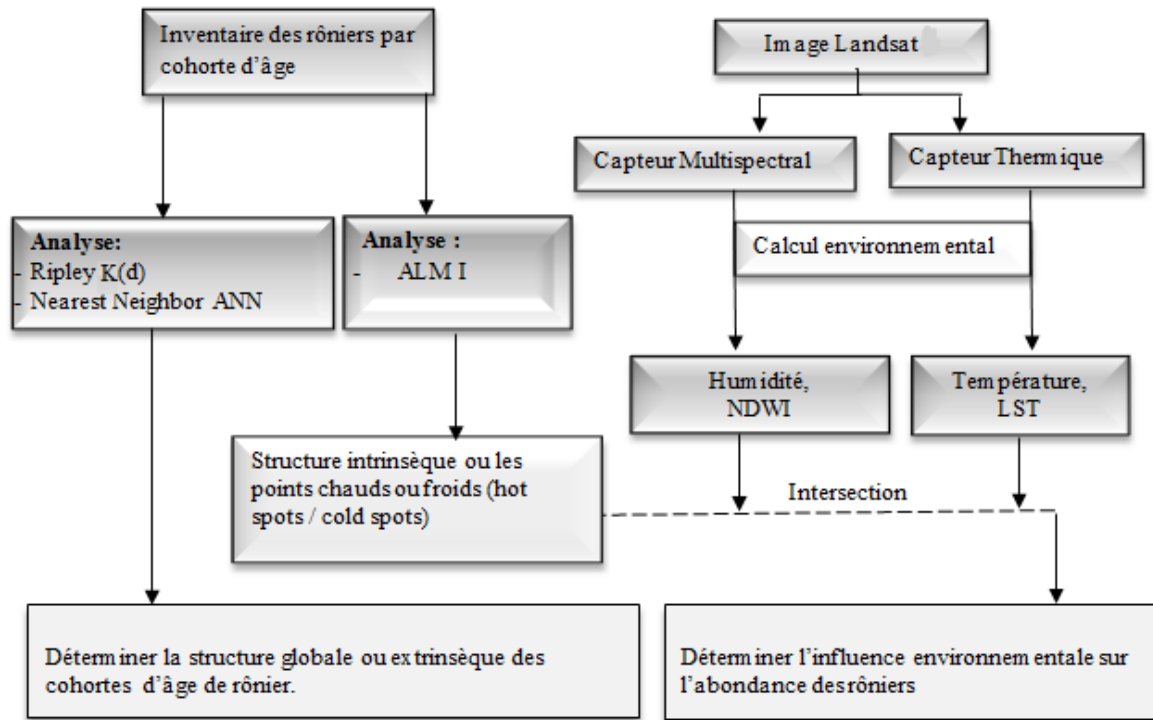 Inventaire des rôniers par
cohorte d'âge
Image Landsat
Capteur Multispectral
Capteur Thermique
Analyse:
- Ripley K(d)
- Nearest Neighbor ANN
Analyse :
- ALM I
Calcul environnemental
Humidité,
NDWI
Température,
LST
Structure intrinsèque ou les
points chauds ou froids (hot
spots / cold spots)
Intersection
Déterminer la structure globale ou extrinsèque des
cohortes d'âge de rônier.
Déterminer l'influence environnementale sur
l'abondance des rôniers